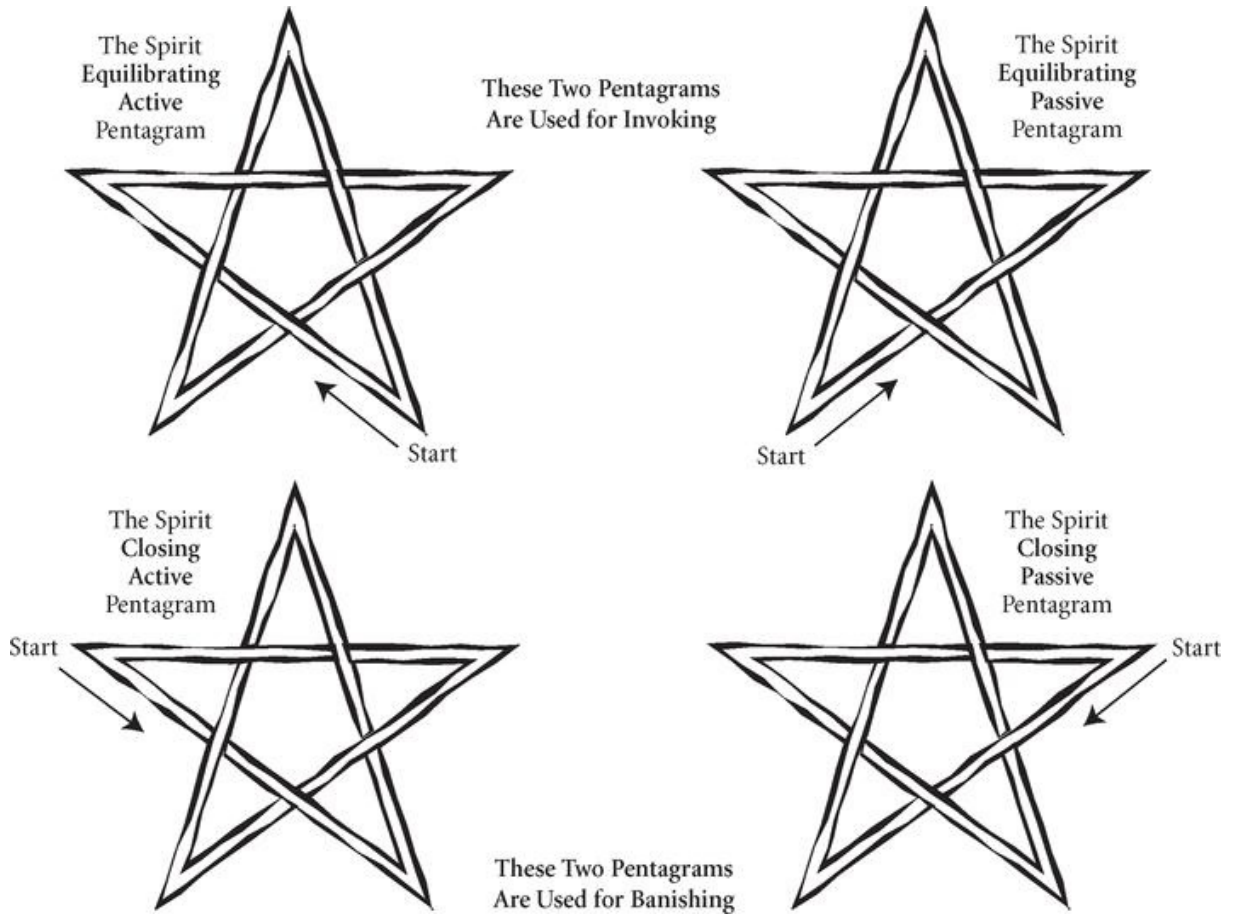 The Spirit
Equilibrating
Active
Pentagram
These Two Pentagrams
Are Used for Invoking
The Spirit
Equilibrating
Passive
Pentagram
Start
Start
The Spirit
Closing
Active
Pentagram
The Spirit
Closing
Passive
Pentagram
Start
Start
These Two Pentagrams
Are Used for Banishing